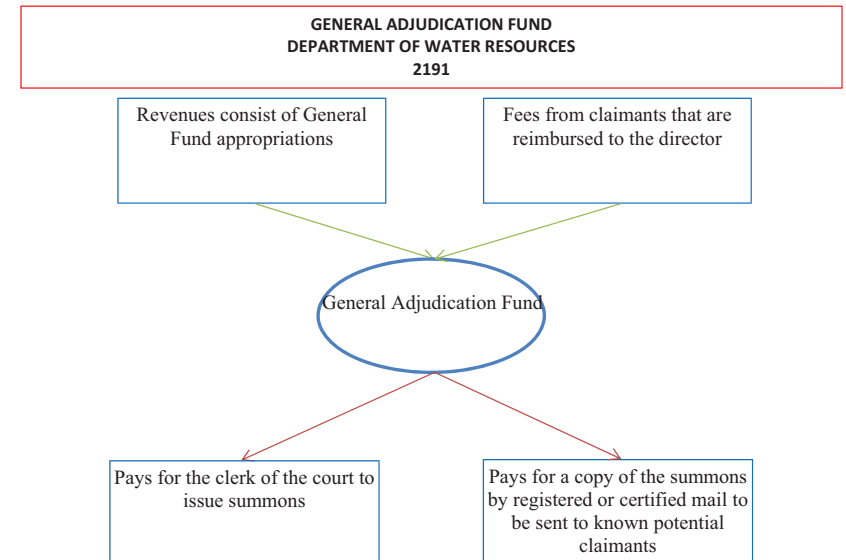 GENERAL ADJUDICATION FUND
DEPARTMENT OF WATER RESOURCES
2191
Revenues consist of General
Fund appropriations
Fees from claimants that are
reimbursed to the director
General Adjudication Fund
Pays for the clerk of the court to
issue summons
Pays for a copy of the summons
by registered or certified mail to
be sent to known potential
claimants